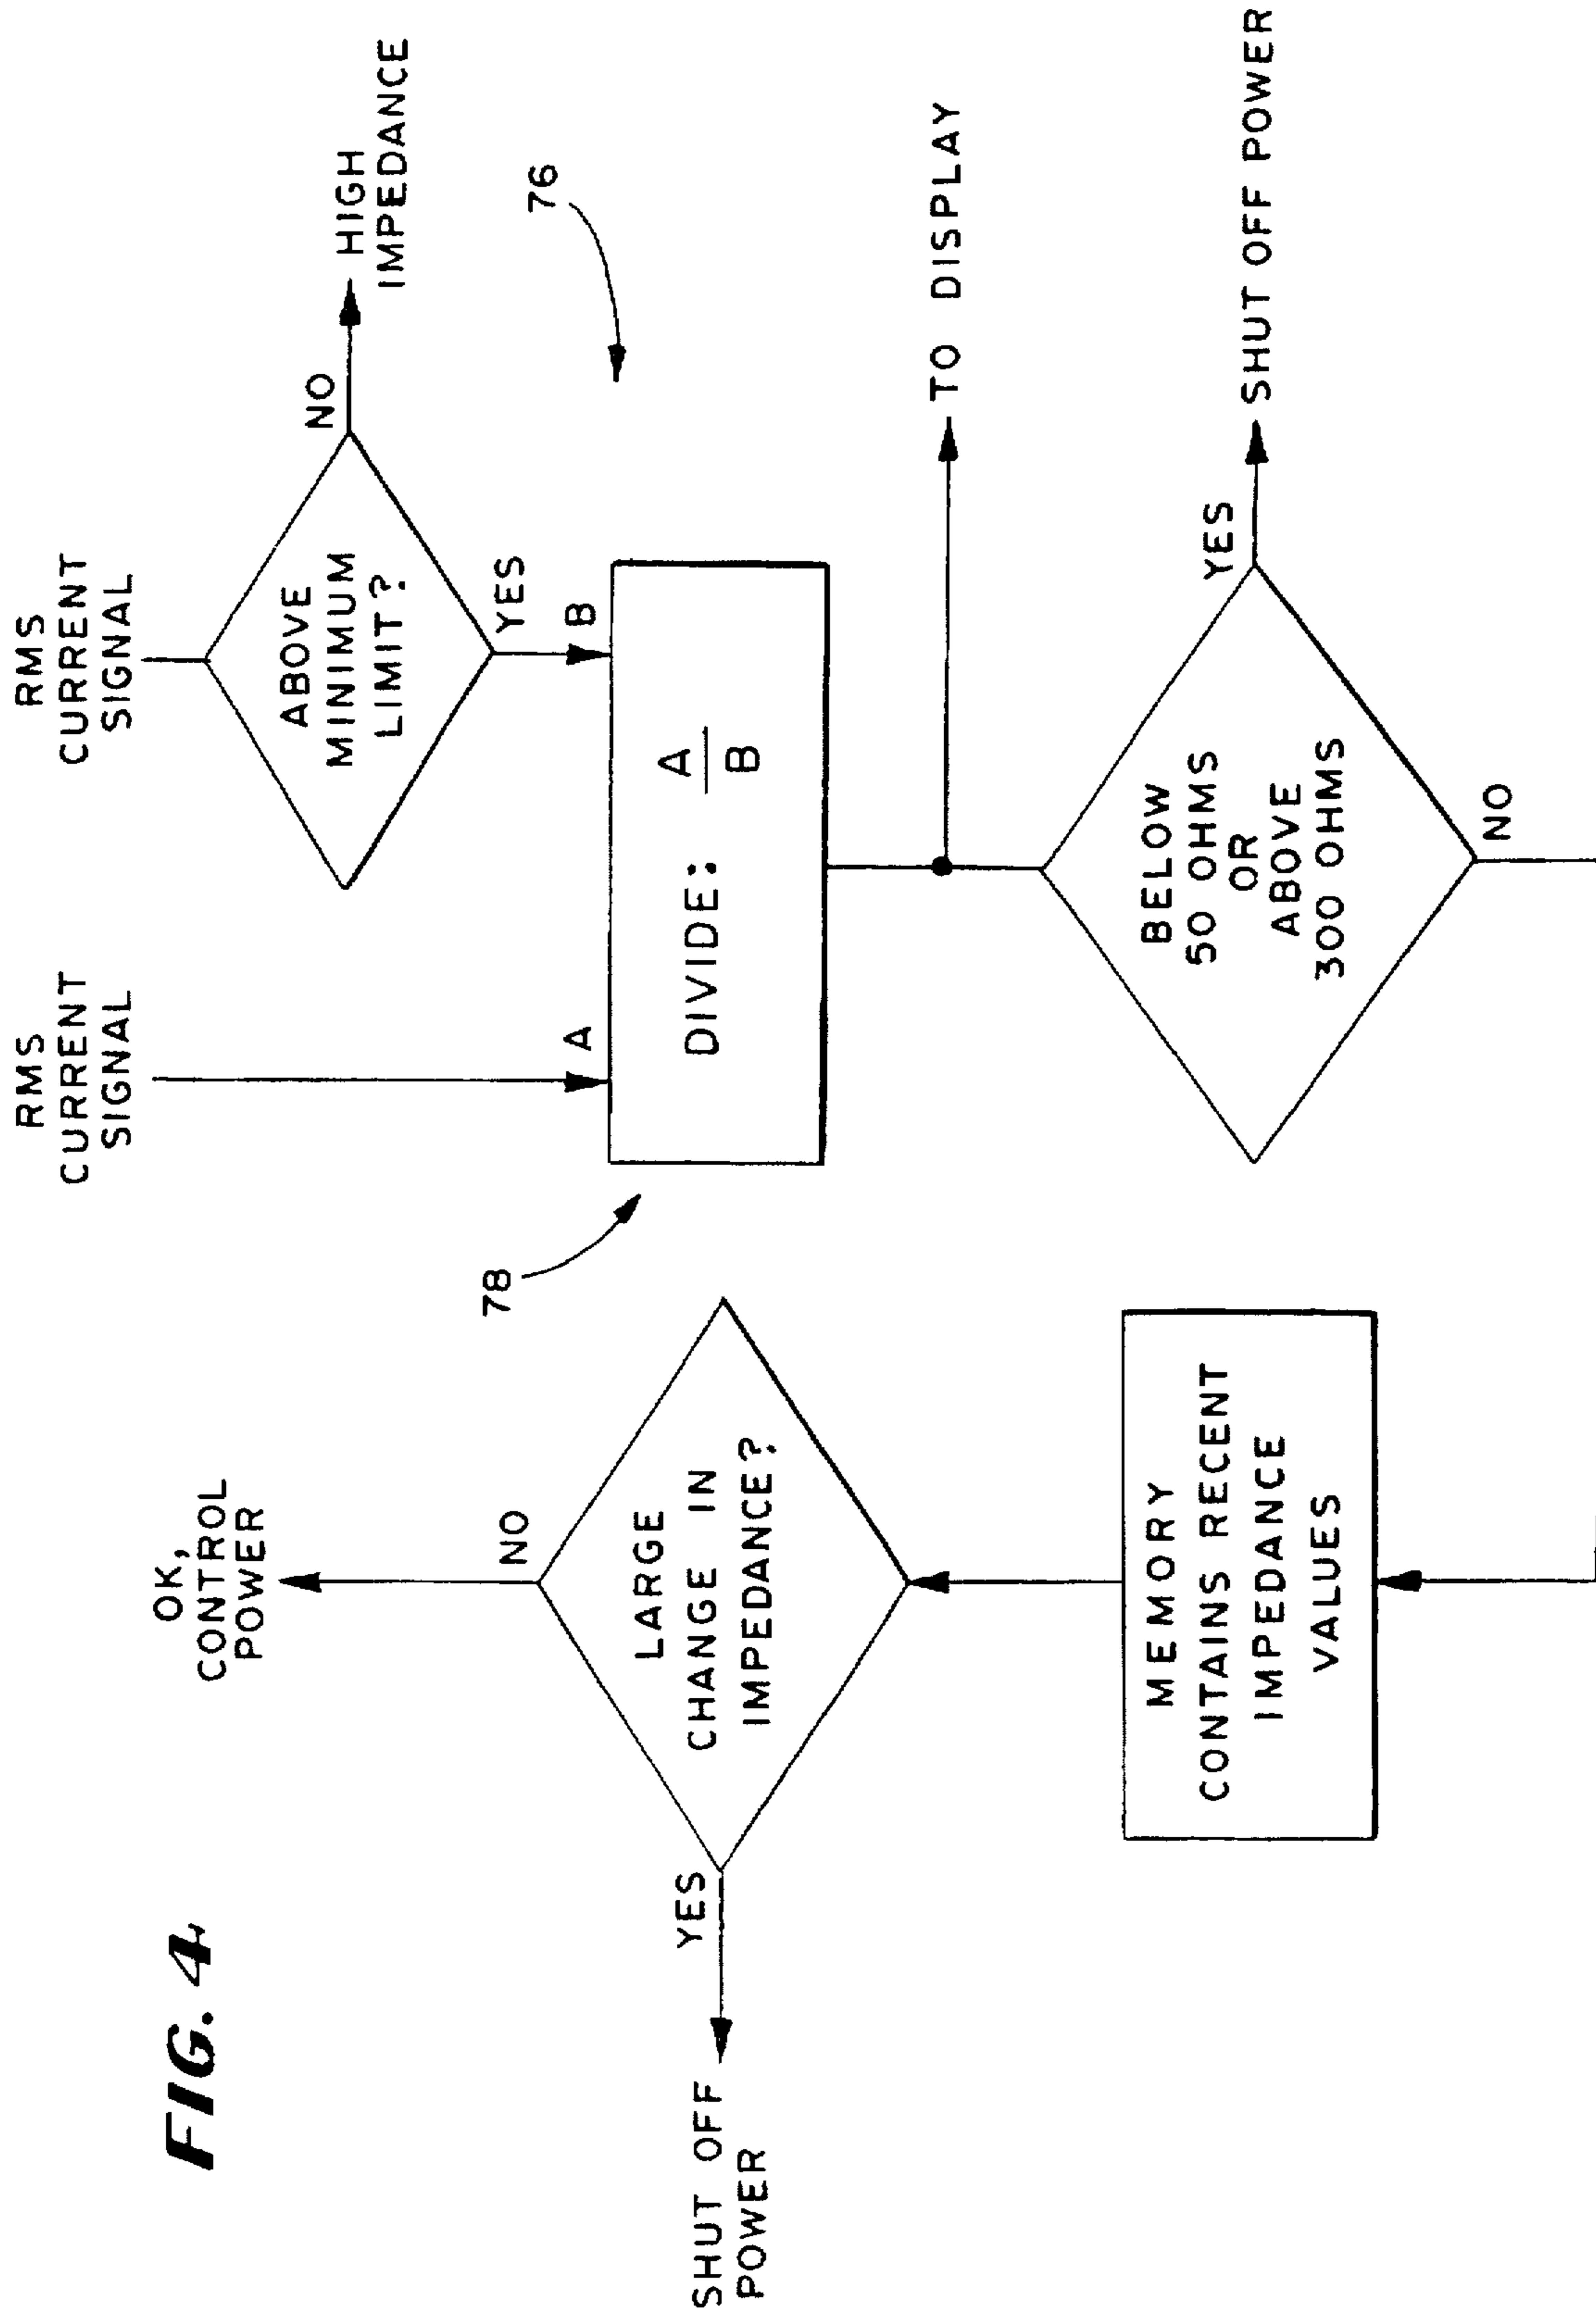 FIG. 4
RMS
CURRENT
SIGNAL
RMS
CURRENT
SIGNAL
ABOVE
MINIMUM
LIMIT?
NO
HIGH
IMPEDANCE
YES
A
B
76
78
DIVIDE: A
B
TO DISPLAY
BELOW
50 OHMS
OR
ABOVE
300 OHMS
YES
SHUT OFF POWER
NO
MEMORY
CONTAINS RECENT
IMPEDANCE
VALUES
LARGE
CHANGE IN
IMPEDANCE?
NO
OK,
CONTROL
POWER
YES
SHUT OFF
POWER